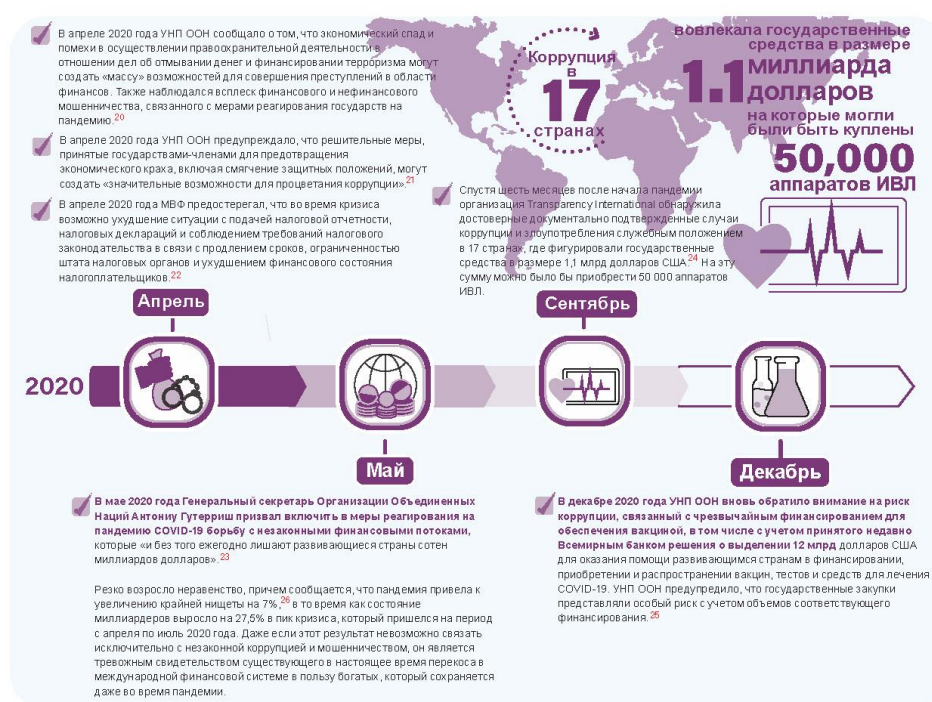 В апреле 2020 года УНП ООН сообщало о том, что экономический спад и
помехи в осуществлении правоохранительной деятельности в
отношении дел об отмывании денег и финансировании терроризма могут
создать «массу» возможностей для совершения преступлений в области
финансов. Также наблюдался всплеск финансового и нефинансового
мошенничества, связанного с мерами реагирования государств на
пандемию.20
В апреле 2020 года УНП ООН предупреждало, что решительные меры,
принятые государствами-членами для предотвращения
экономического краха, включая смягчение защитных положений, могут
создать «значительные возможности для процветания коррупции».21
В апреле 2020 года МВФ предостерегал, что во время кризиса
возможно ухудшение ситуации с подачей налоговой отчетности,
налоговых деклараций и соблюдением требований налогового
законодательства в связи с продлением сроков, ограниченностью
штата налоговых органов и ухудшением финансового состояния
налогоплательщиков.22
Коррупция
в
17
странах
вовлекала государственные
средства в размере
1.1 миллиарда
долларов
на которые могли
были быть куплены
50,000
аппаратов ИВЛ
Спустя шесть месяцев после начала пандемии
организация Transparency International обнаружила
достоверные документально подтвержденные случаи
коррупции и злоупотребления служебным положением
в 17 странах, где фигурировали государственные
средства в размере 1,1 млрд долларов США.24 На эту
сумму можно было бы приобрести 50 000 аппаратов
ИВЛ.
Апрель
Сентябрь
2020
Май
Декабрь
В мае 2020 года Генеральный секретарь Организации Объединенных
Наций Антониу Гутерриш призвал включить в меры реагирования на
пандемию COVID-19 борьбу с незаконными финансовыми потоками,
которые «и без того ежегодно лишают развивающиеся страны сотен
миллиардов долларов».23
Резко возросло неравенство, причем сообщается, что пандемия привела к
увеличению крайней нищеты на 7%,26 в то время как состояние
миллиардеров выросло на 27,5% в пик кризиса, который пришелся на период
с апреля по июль 2020 года. Даже если этот результат невозможно связать
исключительно с незаконной коррупцией и мошенничеством, он является
тревожным свидетельством существующего в настоящее время перекоса в
международной финансовой системе в пользу богатых, который сохраняется
даже во время пандемии.
В декабре 2020 года УНП ООН вновь обратило внимание на риск
коррупции, связанный с чрезвычайным финансированием для
обеспечения вакциной, в том числе с учетом принятого недавно
Всемирным банком решения о выделении 12 млрд долларов США
для оказания помощи развивающимся странам в финансировании,
приобретении и распространении вакцин, тестов и средств для лечения
COVID-19. УНП ООН предупредило, что государственные закупки
представляли особый риск с учетом объемов соответствующего
финансирования.25